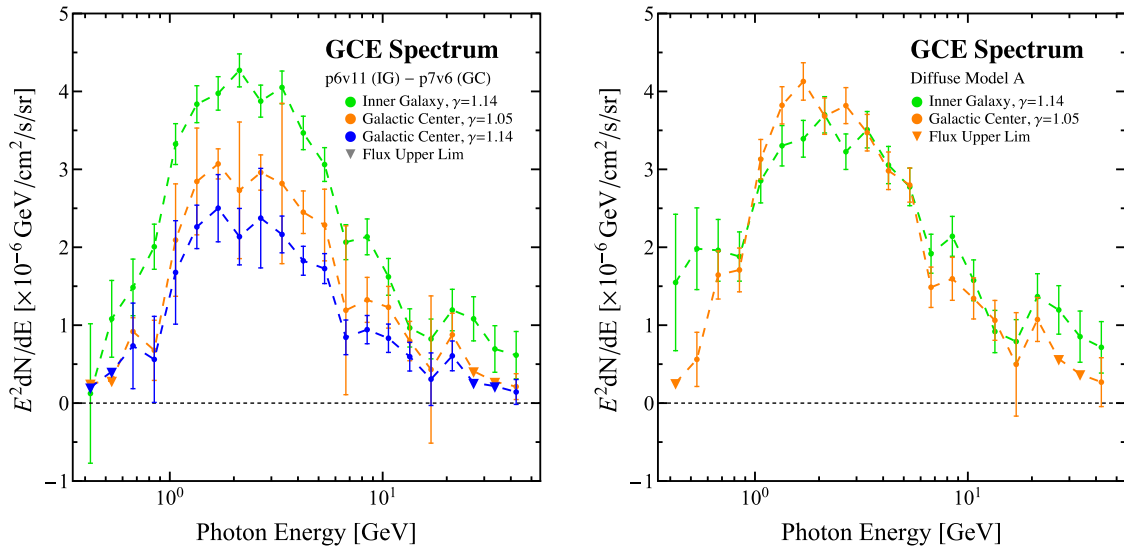 GCE Spectrum
p6v11 (IG) – p7v6 (GC)
Inner Galaxy, γ=1.14
Galactic Center, γ=1.05
Galactic Center, γ=1.14
Flux Upper Lim
E²dN/dE [×10⁻⁶ GeV/cm²/s/sr]
5
4
3
2
1
0
−1
10⁰
10¹
Photon Energy [GeV]
GCE Spectrum
Diffuse Model A
Inner Galaxy, γ=1.14
Galactic Center, γ=1.05
Flux Upper Lim
E²dN/dE [×10⁻⁶ GeV/cm²/s/sr]
5
4
3
2
1
0
−1
10⁰
10¹
Photon Energy [GeV]